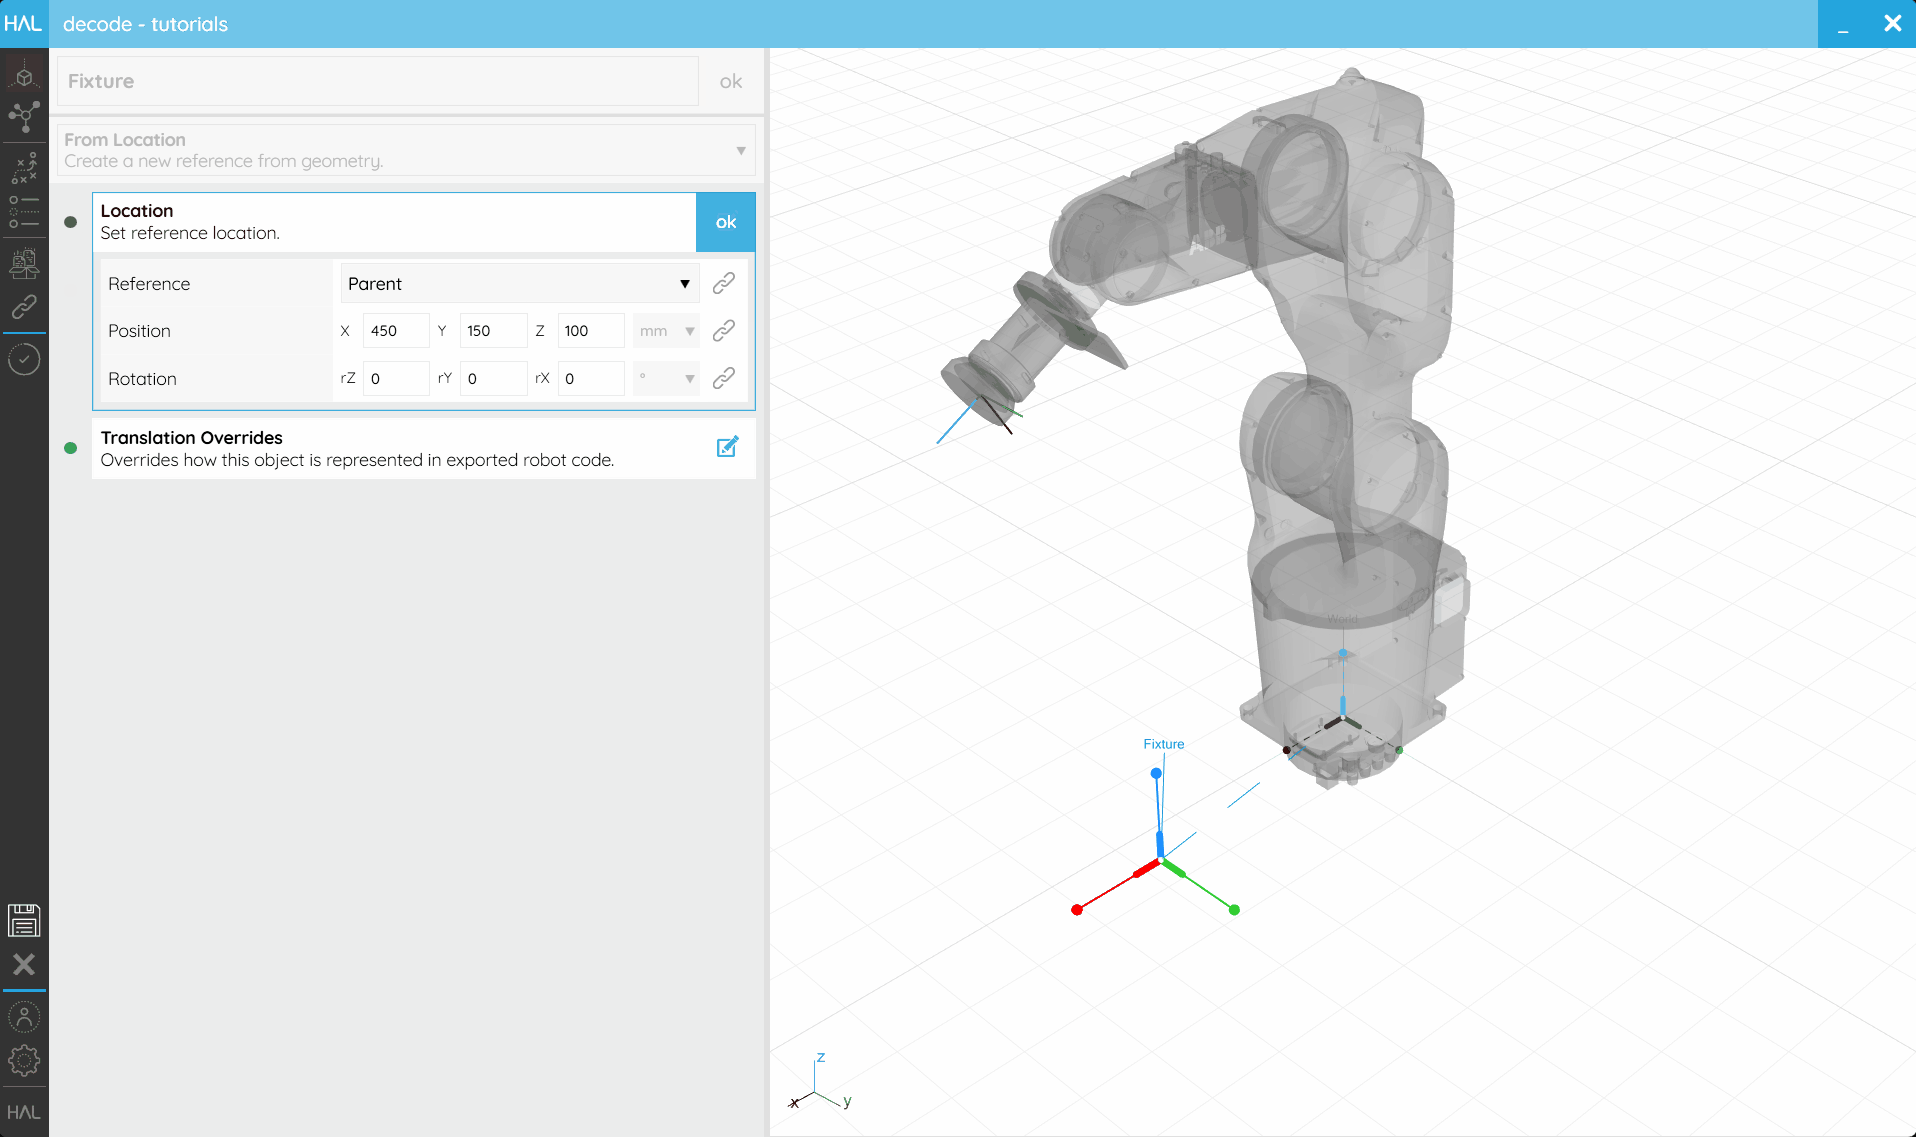 HAL
decode - tutorials
Fixture
ok
From Location
Create a new reference from geometry.
Location
Set reference location.
ok
Reference
Parent
Position
X 450 Y 150 Z 100 mm
Rotation
rZ 0 rY 0 rX 0 °
Translation Overrides
Overrides how this object is represented in exported robot code.
World
Fixture
z
x
y
HAL